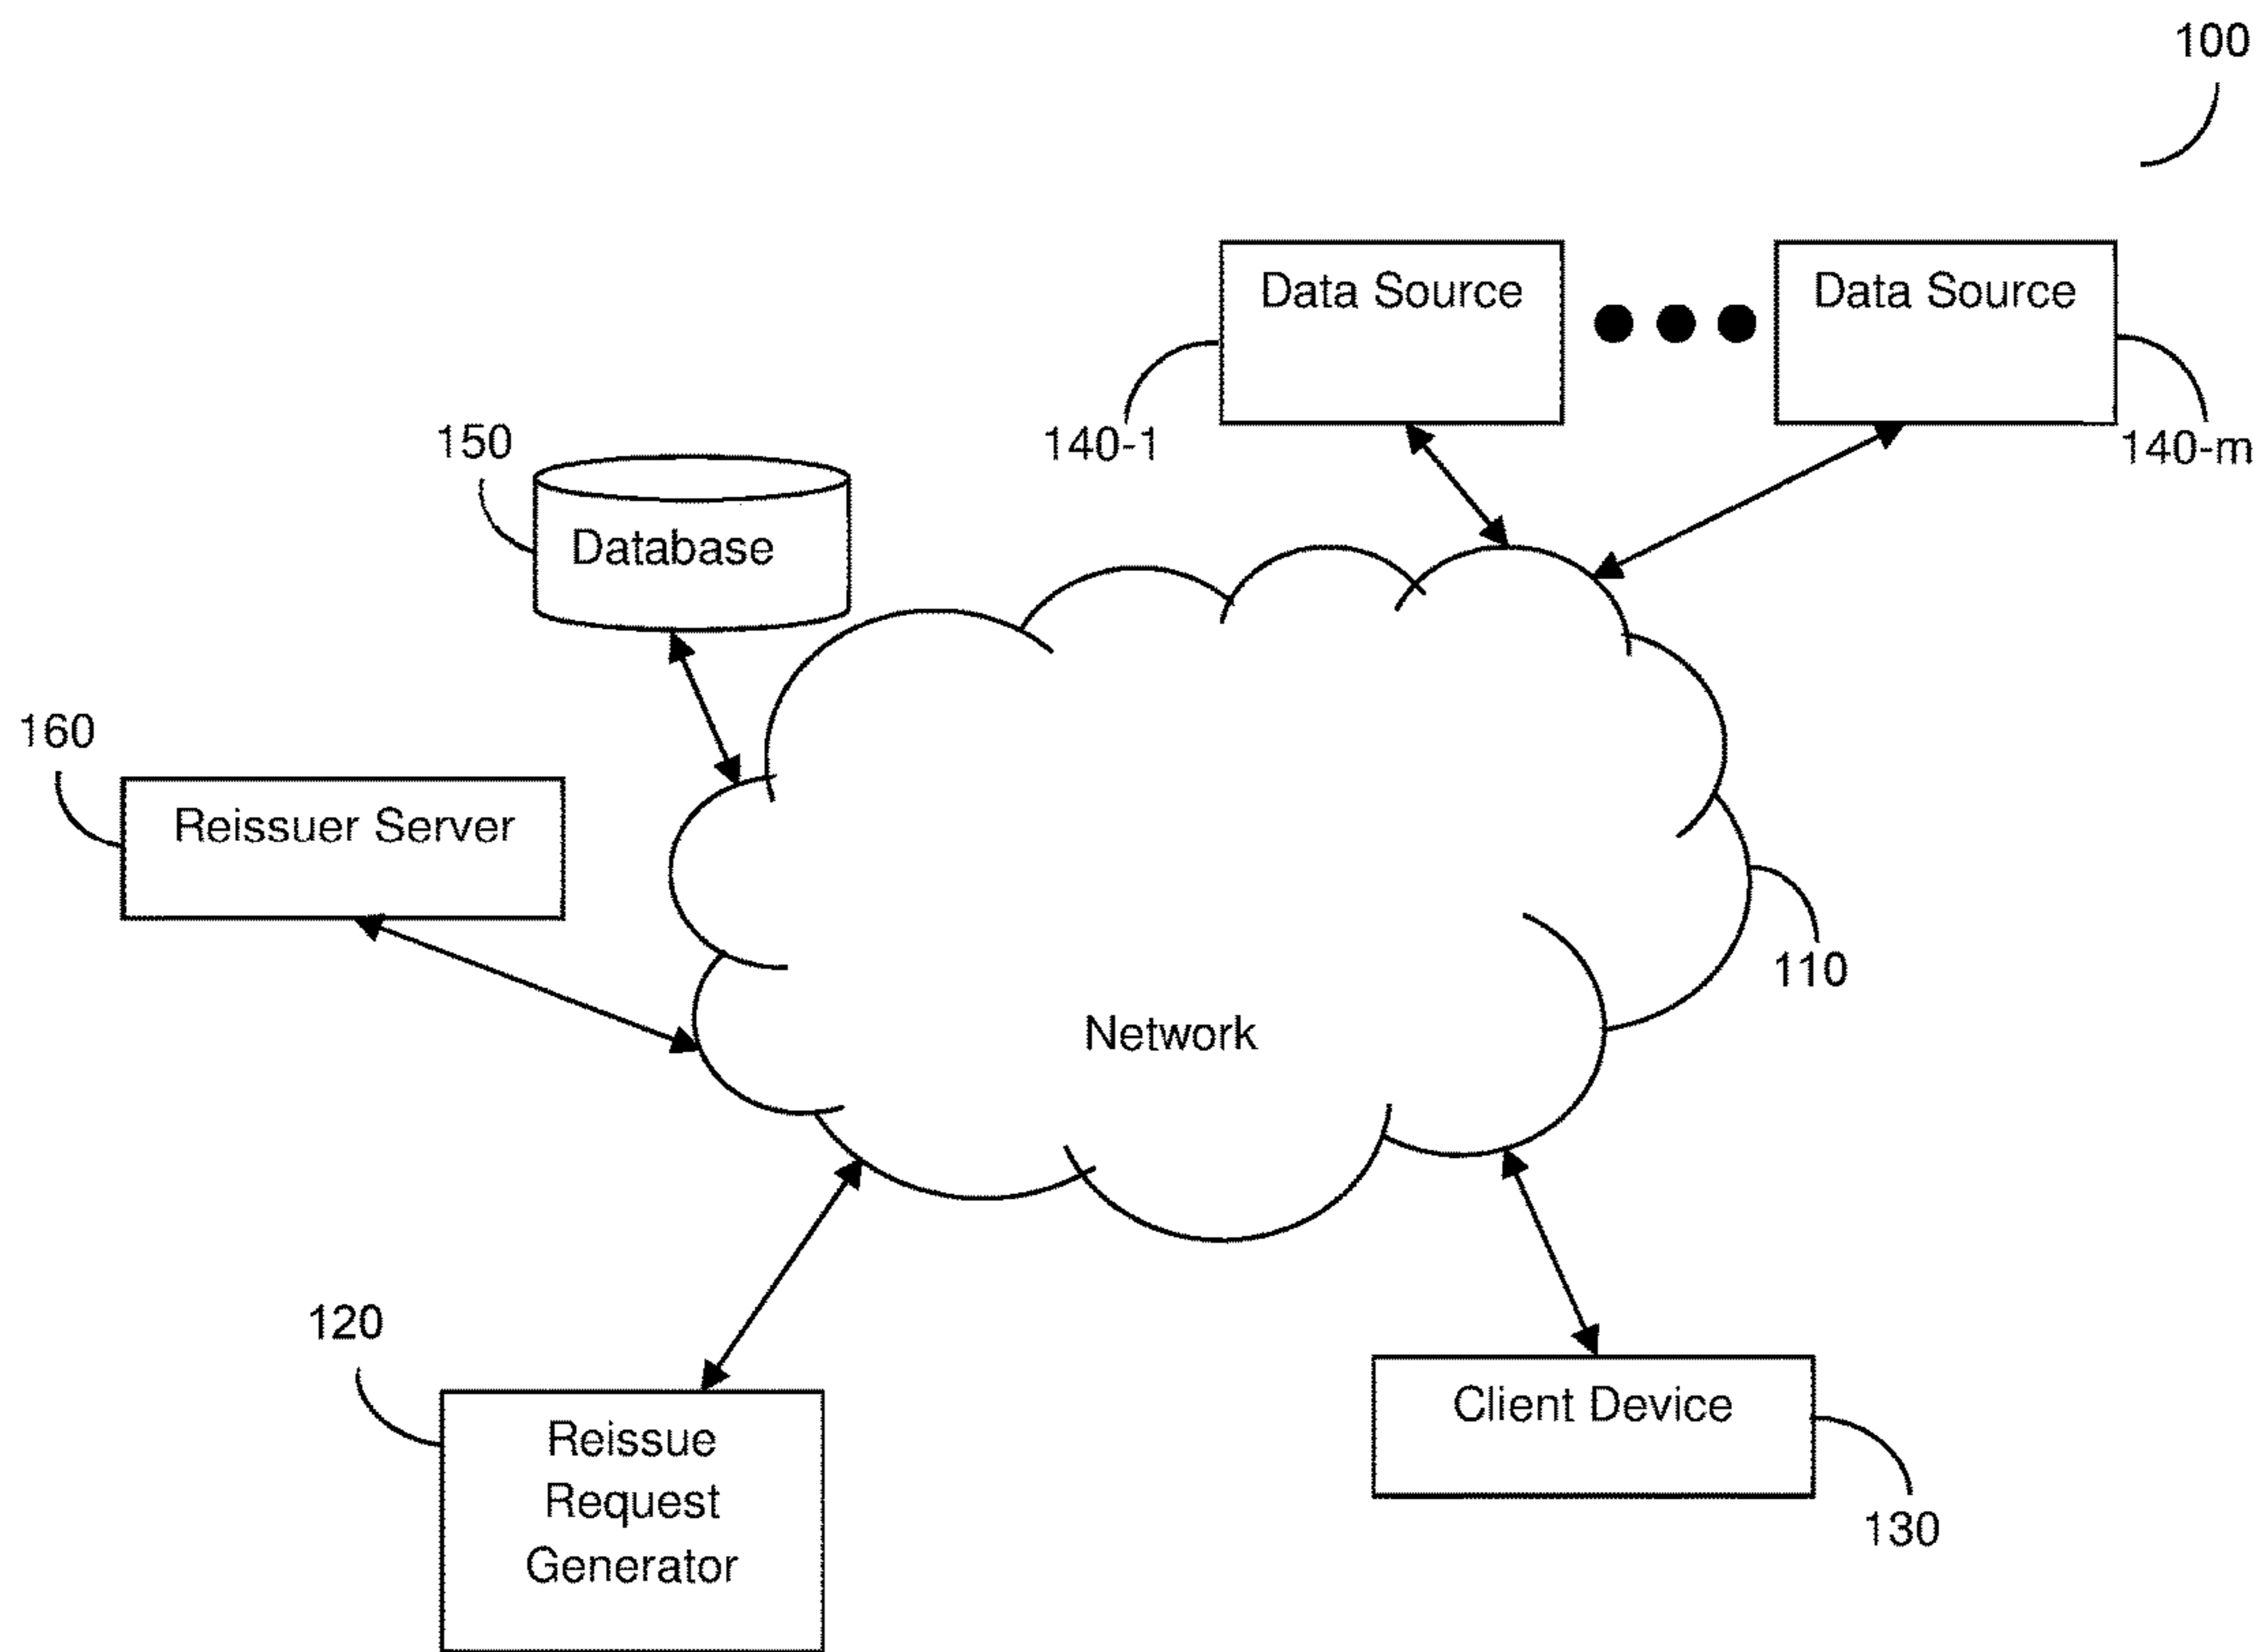 100
Data Source
Data Source
140-1
140-m
150
Database
160
Reissuer Server
110
Network
120
Reissue
Request
Generator
Client Device
130